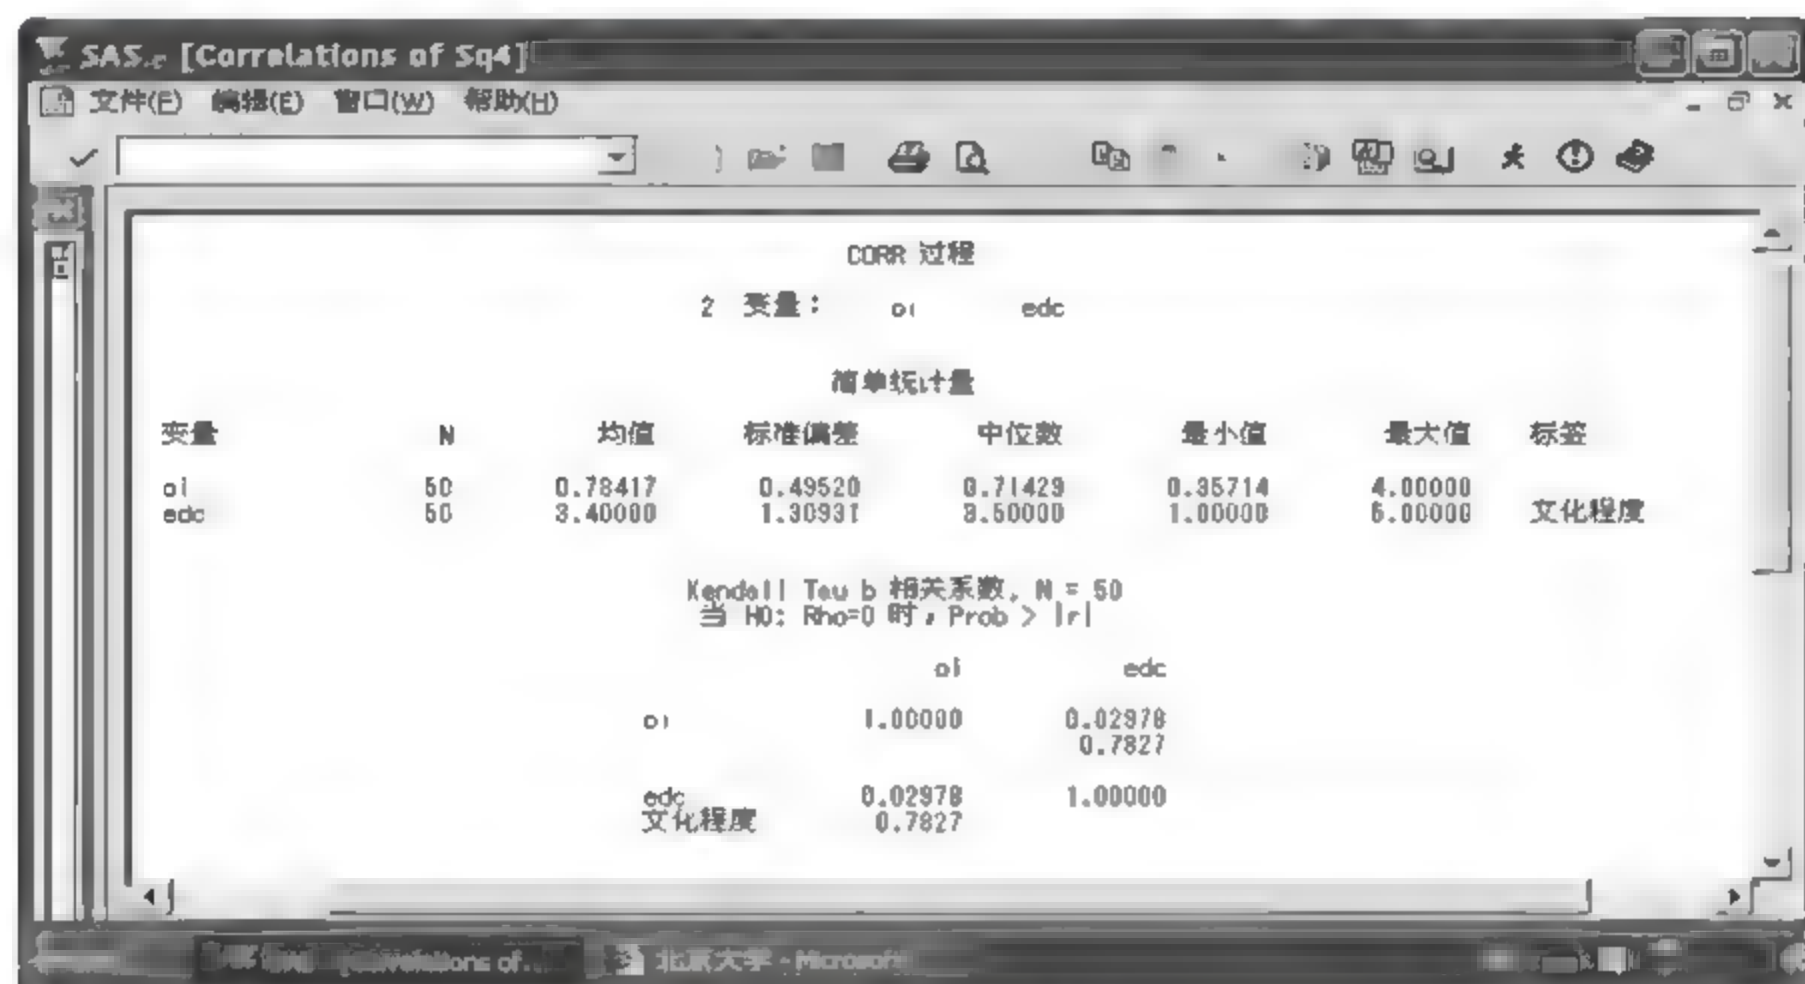 SAS [Correlations of Sq4]
文件(F) 编辑(E) 窗口(W) 帮助(H)
CORR 过程
2 变量: oi edc
简单统计量
变量 N 均值 标准偏差 中位数 最小值 最大值 标签
oi 50 0.78417 0.49520 0.71429 0.35714 4.00000
edc 50 3.40000 1.30931 3.50000 1.00000 文化程度
Kendall Tau b 相关系数, N = 50
当 H0: Rho=0 时, Prob > |r|
oi edc
oi 1.00000 0.02978
0.7827
edc 0.02978 1.00000
文化程度 0.7827
北京大学 - Microsoft